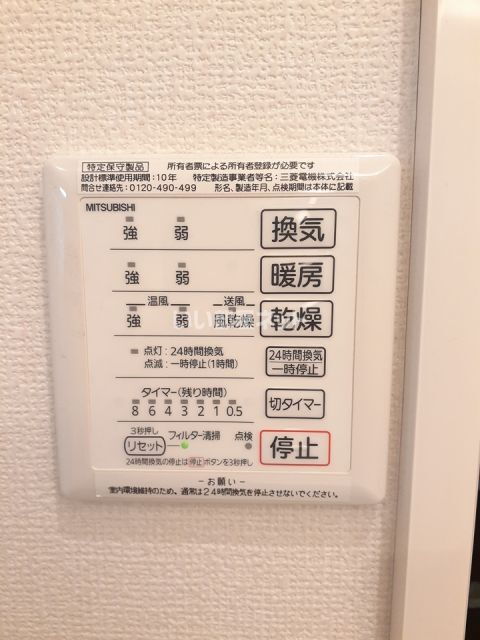 特定保守製品 所有者票による所有者登録が必要です
設計標準使用期間:10年 特定製造事業者等名:三菱電機株式会社
問合せ連絡先:0120-490-499 形名、製造年月、点検期間は本体に記載
MITSUBISHI
強 弱 換気
強 弱 暖房
温風 送風
強 弱 風乾燥 乾燥
点灯:24時間換気
点滅:一時停止(1時間)
24時間換気
一時停止
タイマー(残り時間)
8 6 4 3 2 1 0.5
切タイマー
3秒押し
リセット フィルター清掃 点検
停止
24時間換気の停止は停止ボタンを3秒押し
-お願い-
室内環境維持のため、通常は24時間換気を停止させないでください。